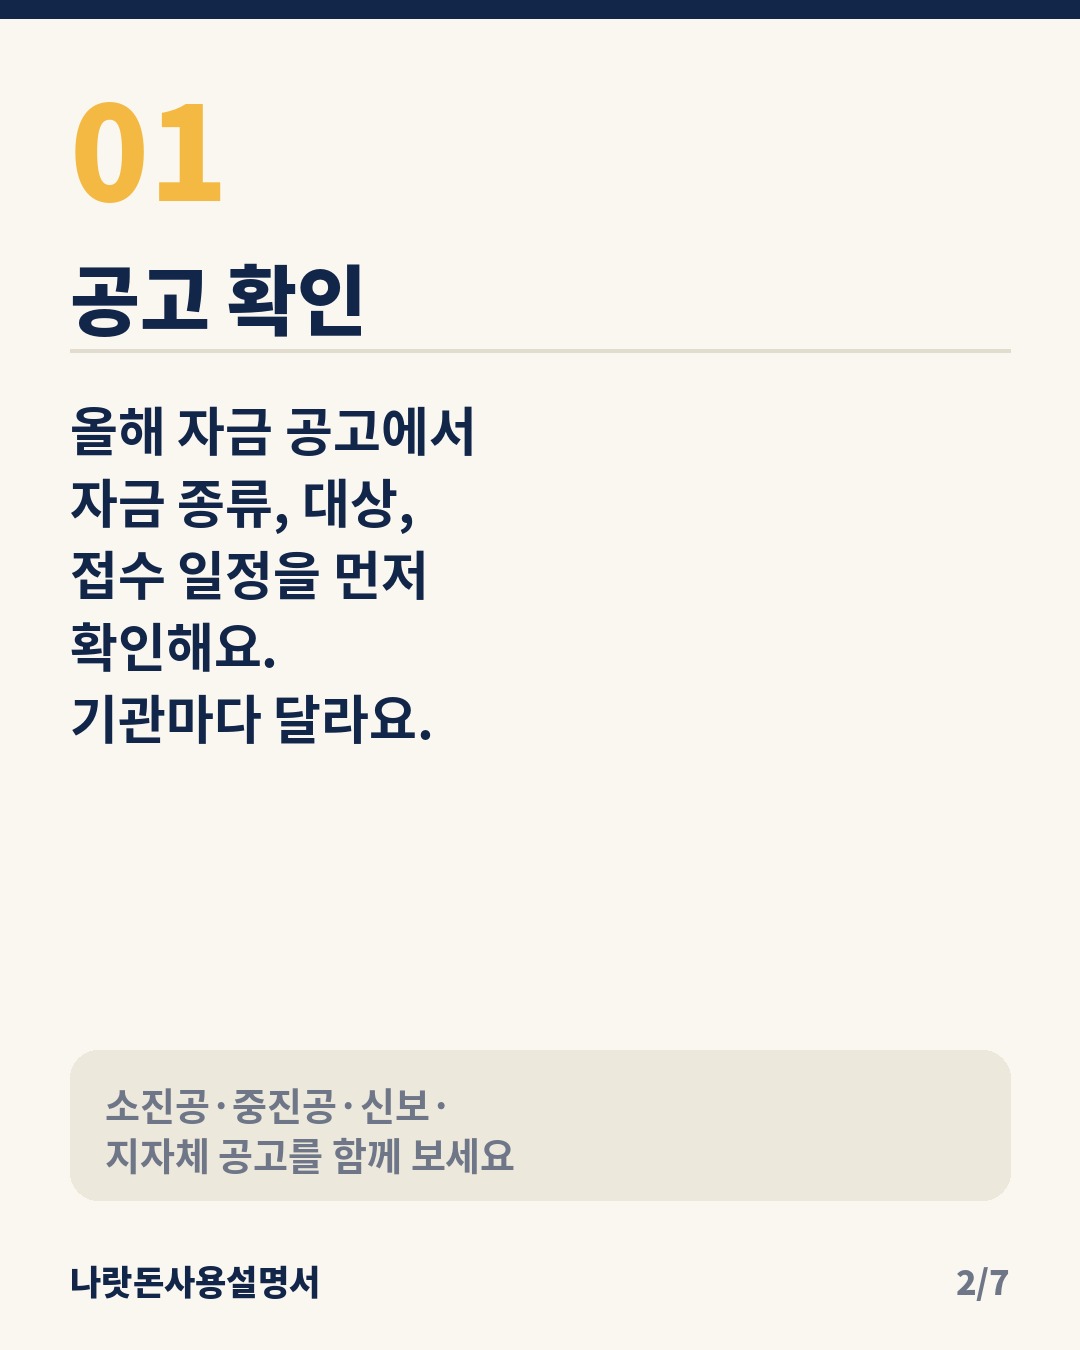 01
공고 확인
올해 자금 공고에서
자금 종류, 대상,
접수 일정을 먼저
확인해요.
기관마다 달라요.
소진공·중진공·신보·
지자체 공고를 함께 보세요
나랏돈사용설명서
2/7